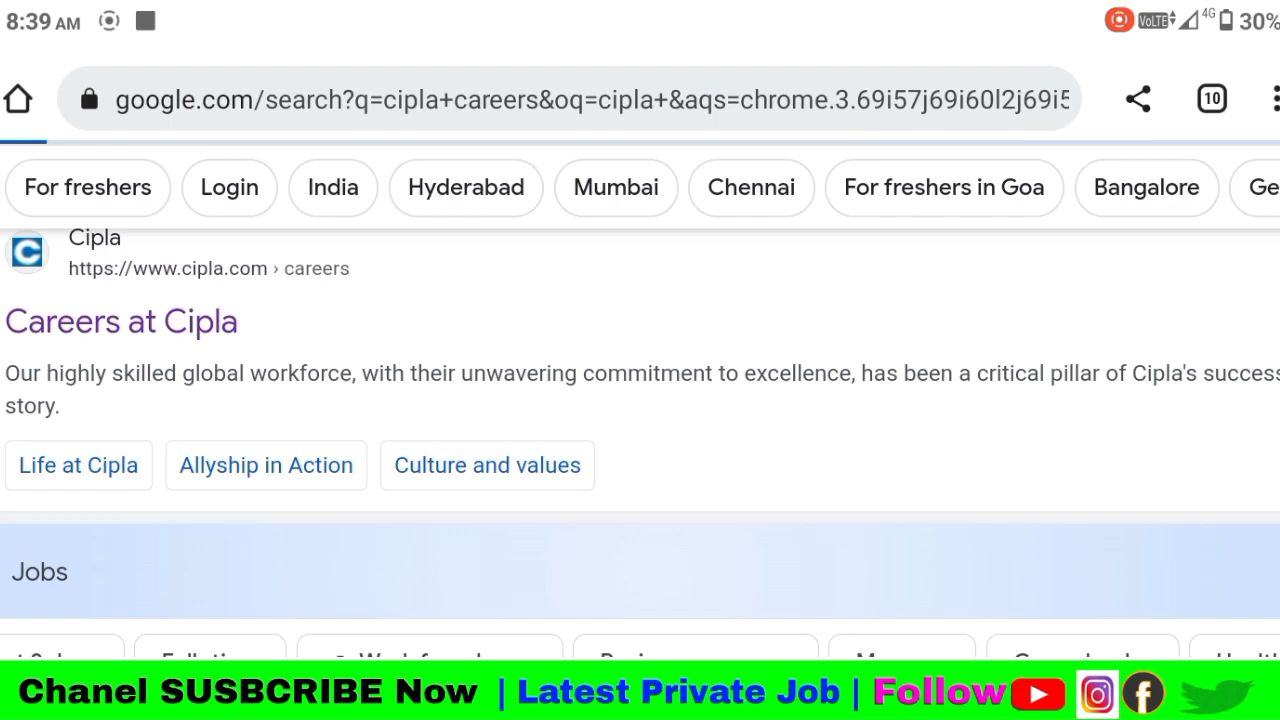 8:39 AM VoLTE 4G 30%
google.com/search?q=cipla+careers&oq=cipla+&aqs=chrome.3.69i57j69i60l2j69i5 10
For freshers Login India Hyderabad Mumbai Chennai For freshers in Goa Bangalore Ge
Cipla
https://www.cipla.com › careers
Careers at Cipla
Our highly skilled global workforce, with their unwavering commitment to excellence, has been a critical pillar of Cipla's success
story.
Life at Cipla Allyship in Action Culture and values
Jobs
Chanel SUSBCRIBE Now | Latest Private Job | Follow